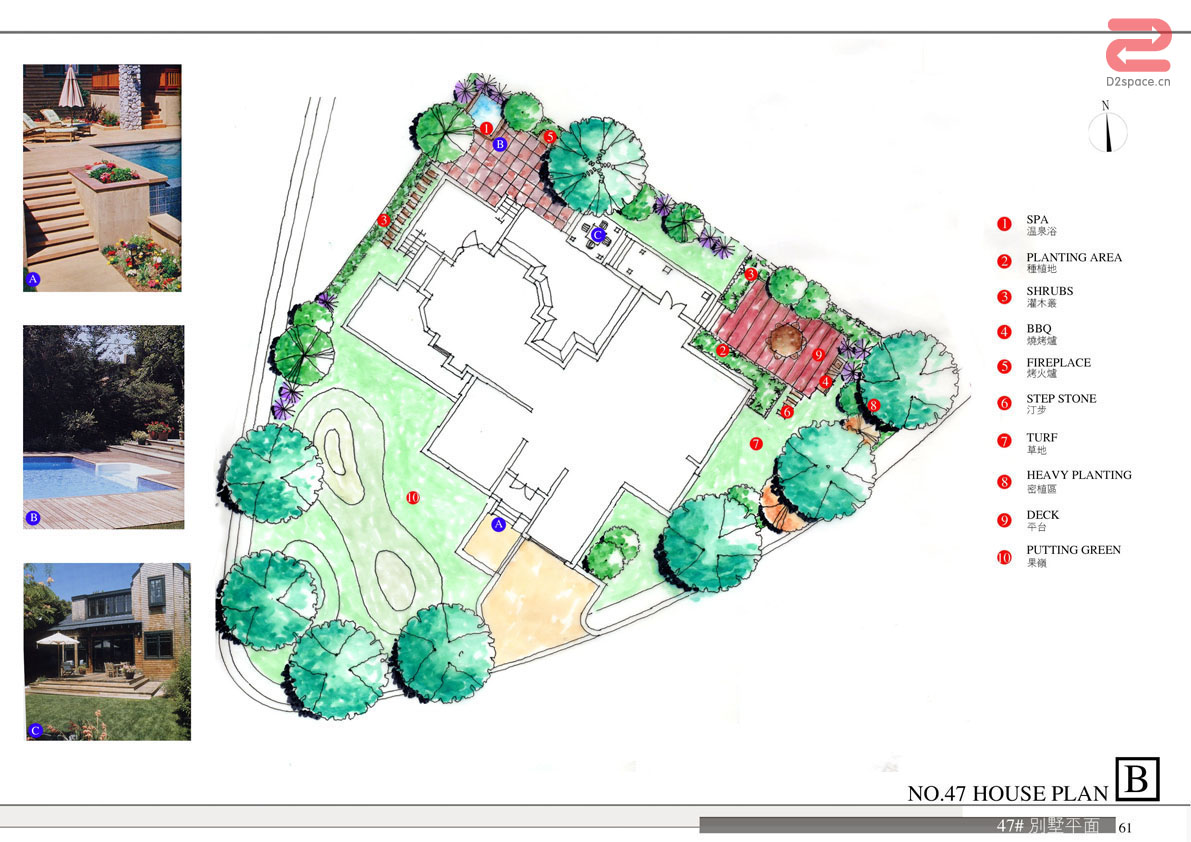 D2space.cn
N
1
B
5
C
3
3
2
9
4
6
8
7
10
A
A
B
C
1 SPA
温泉浴
2 PLANTING AREA
種植地
3 SHRUBS
灌木叢
4 BBQ
燒烤爐
5 FIREPLACE
烤火爐
6 STEP STONE
汀步
7 TURF
草地
8 HEAVY PLANTING
密植區
9 DECK
平台
10 PUTTING GREEN
果嶺
NO.47 HOUSE PLAN B
47# 別墅平面 61